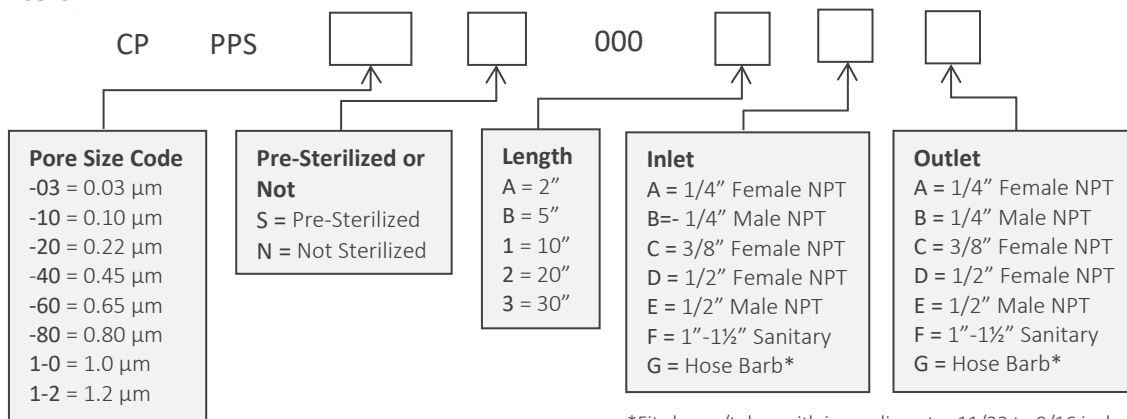 CP PPS 000
Pore Size Code
-03 = 0.03 µm
-10 = 0.10 µm
-20 = 0.22 µm
-40 = 0.45 µm
-60 = 0.65 µm
-80 = 0.80 µm
1-0 = 1.0 µm
1-2 = 1.2 µm
Pre-Sterilized or
Not
S = Pre-Sterilized
N = Not Sterilized
Length
A = 2”
B = 5”
1 = 10”
2 = 20”
3 = 30”
Inlet
A = 1/4” Female NPT
B=- 1/4” Male NPT
C = 3/8” Female NPT
D = 1/2” Female NPT
E = 1/2” Male NPT
F = 1”-1½” Sanitary
G = Hose Barb*
Outlet
A = 1/4” Female NPT
B = 1/4” Male NPT
C = 3/8” Female NPT
D = 1/2” Female NPT
E = 1/2” Male NPT
F = 1”-1½” Sanitary
G = Hose Barb*